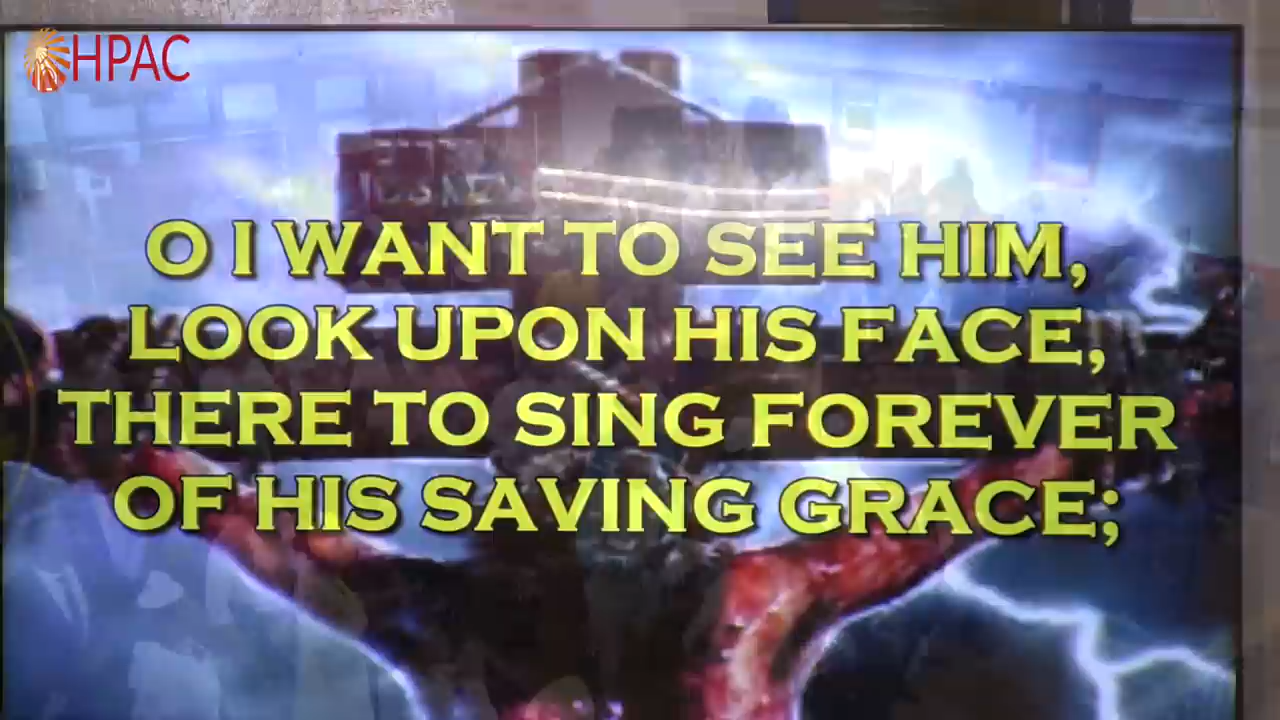 HPAC
O I WANT TO SEE HIM,
LOOK UPON HIS FACE,
THERE TO SING FOREVER
OF HIS SAVING GRACE;